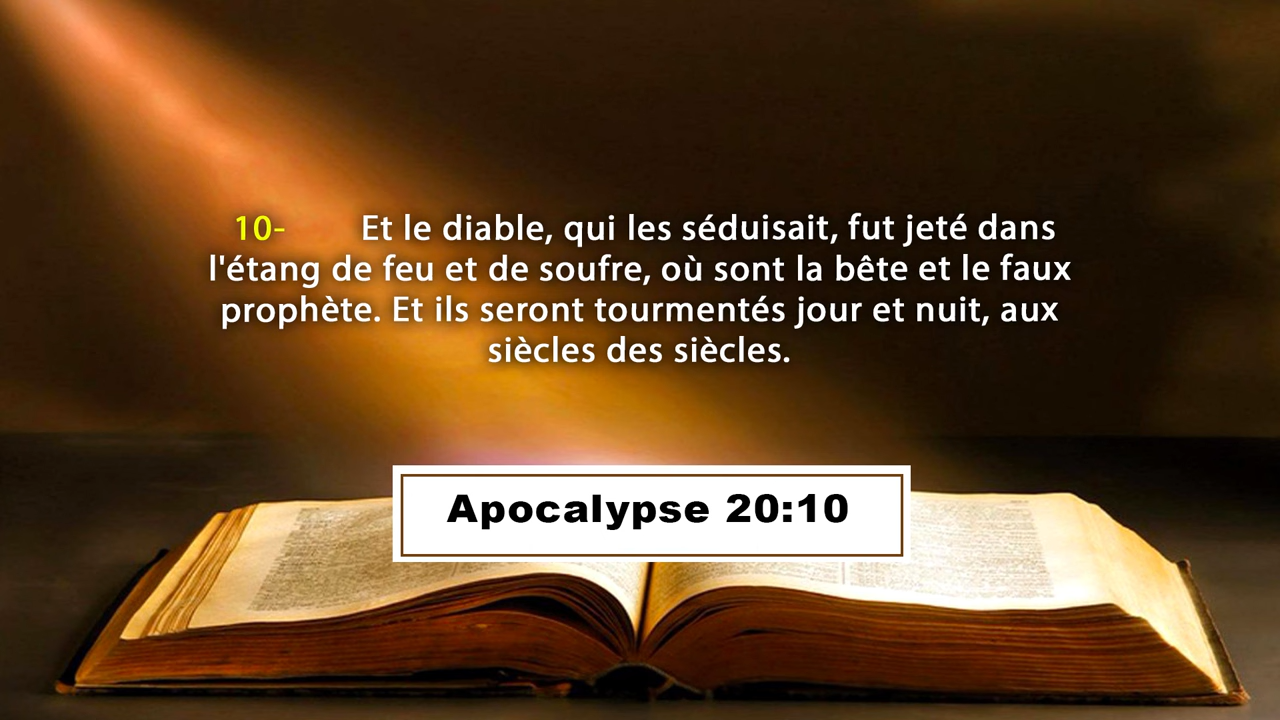 10- Et le diable, qui les séduisait, fut jeté dans
l'étang de feu et de soufre, où sont la bête et le faux
prophète. Et ils seront tourmentés jour et nuit, aux
siècles des siècles.
Apocalypse 20:10